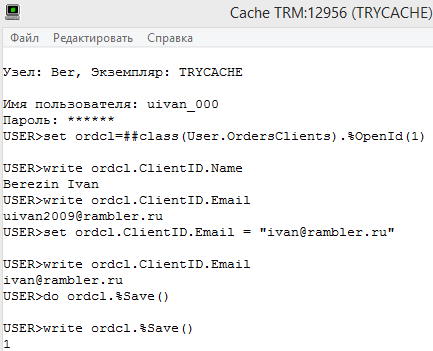 Cache TRM:12956 (TRYCACHE)
Файл Редактировать Справка
Узел: Ber, Экземпляр: TRYCACHE
Имя пользователя: uivan_000
Пароль: ******
USER>set ordcl=##class(User.OrdersClients).%OpenId(1)
USER>write ordcl.ClientID.Name
Berezin Ivan
USER>write ordcl.ClientID.Email
uivan2009@rambler.ru
USER>set ordcl.ClientID.Email = "ivan@rambler.ru"
USER>write ordcl.ClientID.Email
ivan@rambler.ru
USER>do ordcl.%Save()
USER>write ordcl.%Save()
1